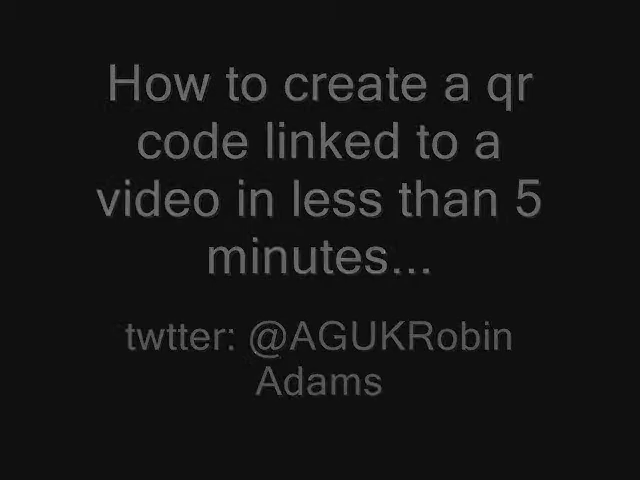 How to create a qr
code linked to a
video in less than 5
minutes...
twtter: @AGUKRobin
Adams